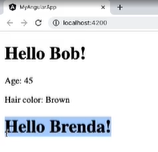 MyAngularApp
localhost:4200
Hello Bob!
Age: 45
Hair color: Brown
Hello Brenda!